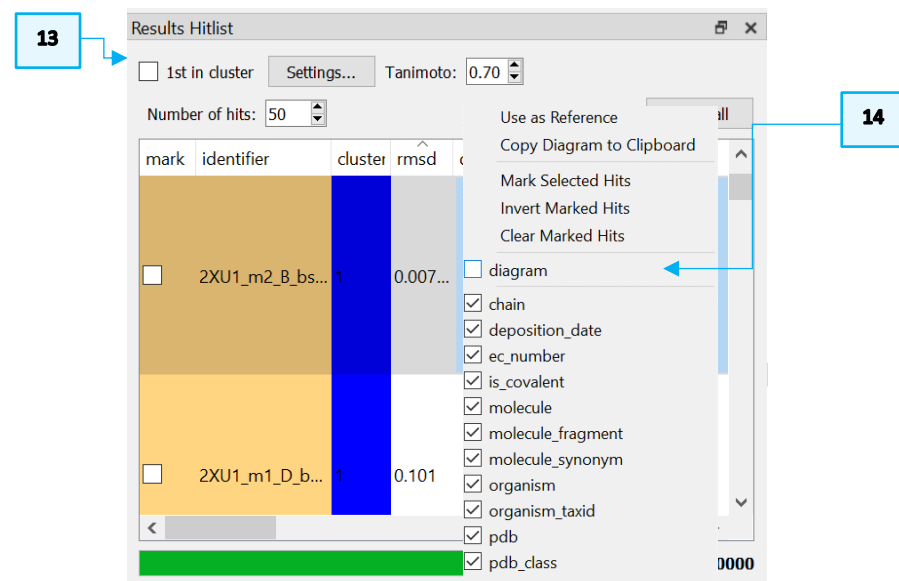 13
Results Hitlist
1st in cluster Settings... Tanimoto: 0.70
Number of hits: 50
all
14
mark identifier cluster rmsd
2XU1_m2_B_bs... 1 0.007...
2XU1_m1_D_b... 1 0.101
Use as Reference
Copy Diagram to Clipboard
Mark Selected Hits
Invert Marked Hits
Clear Marked Hits
diagram
chain
deposition_date
ec_number
is_covalent
molecule
molecule_fragment
molecule_synonym
organism
organism_taxid
pdb
pdb_class
0000